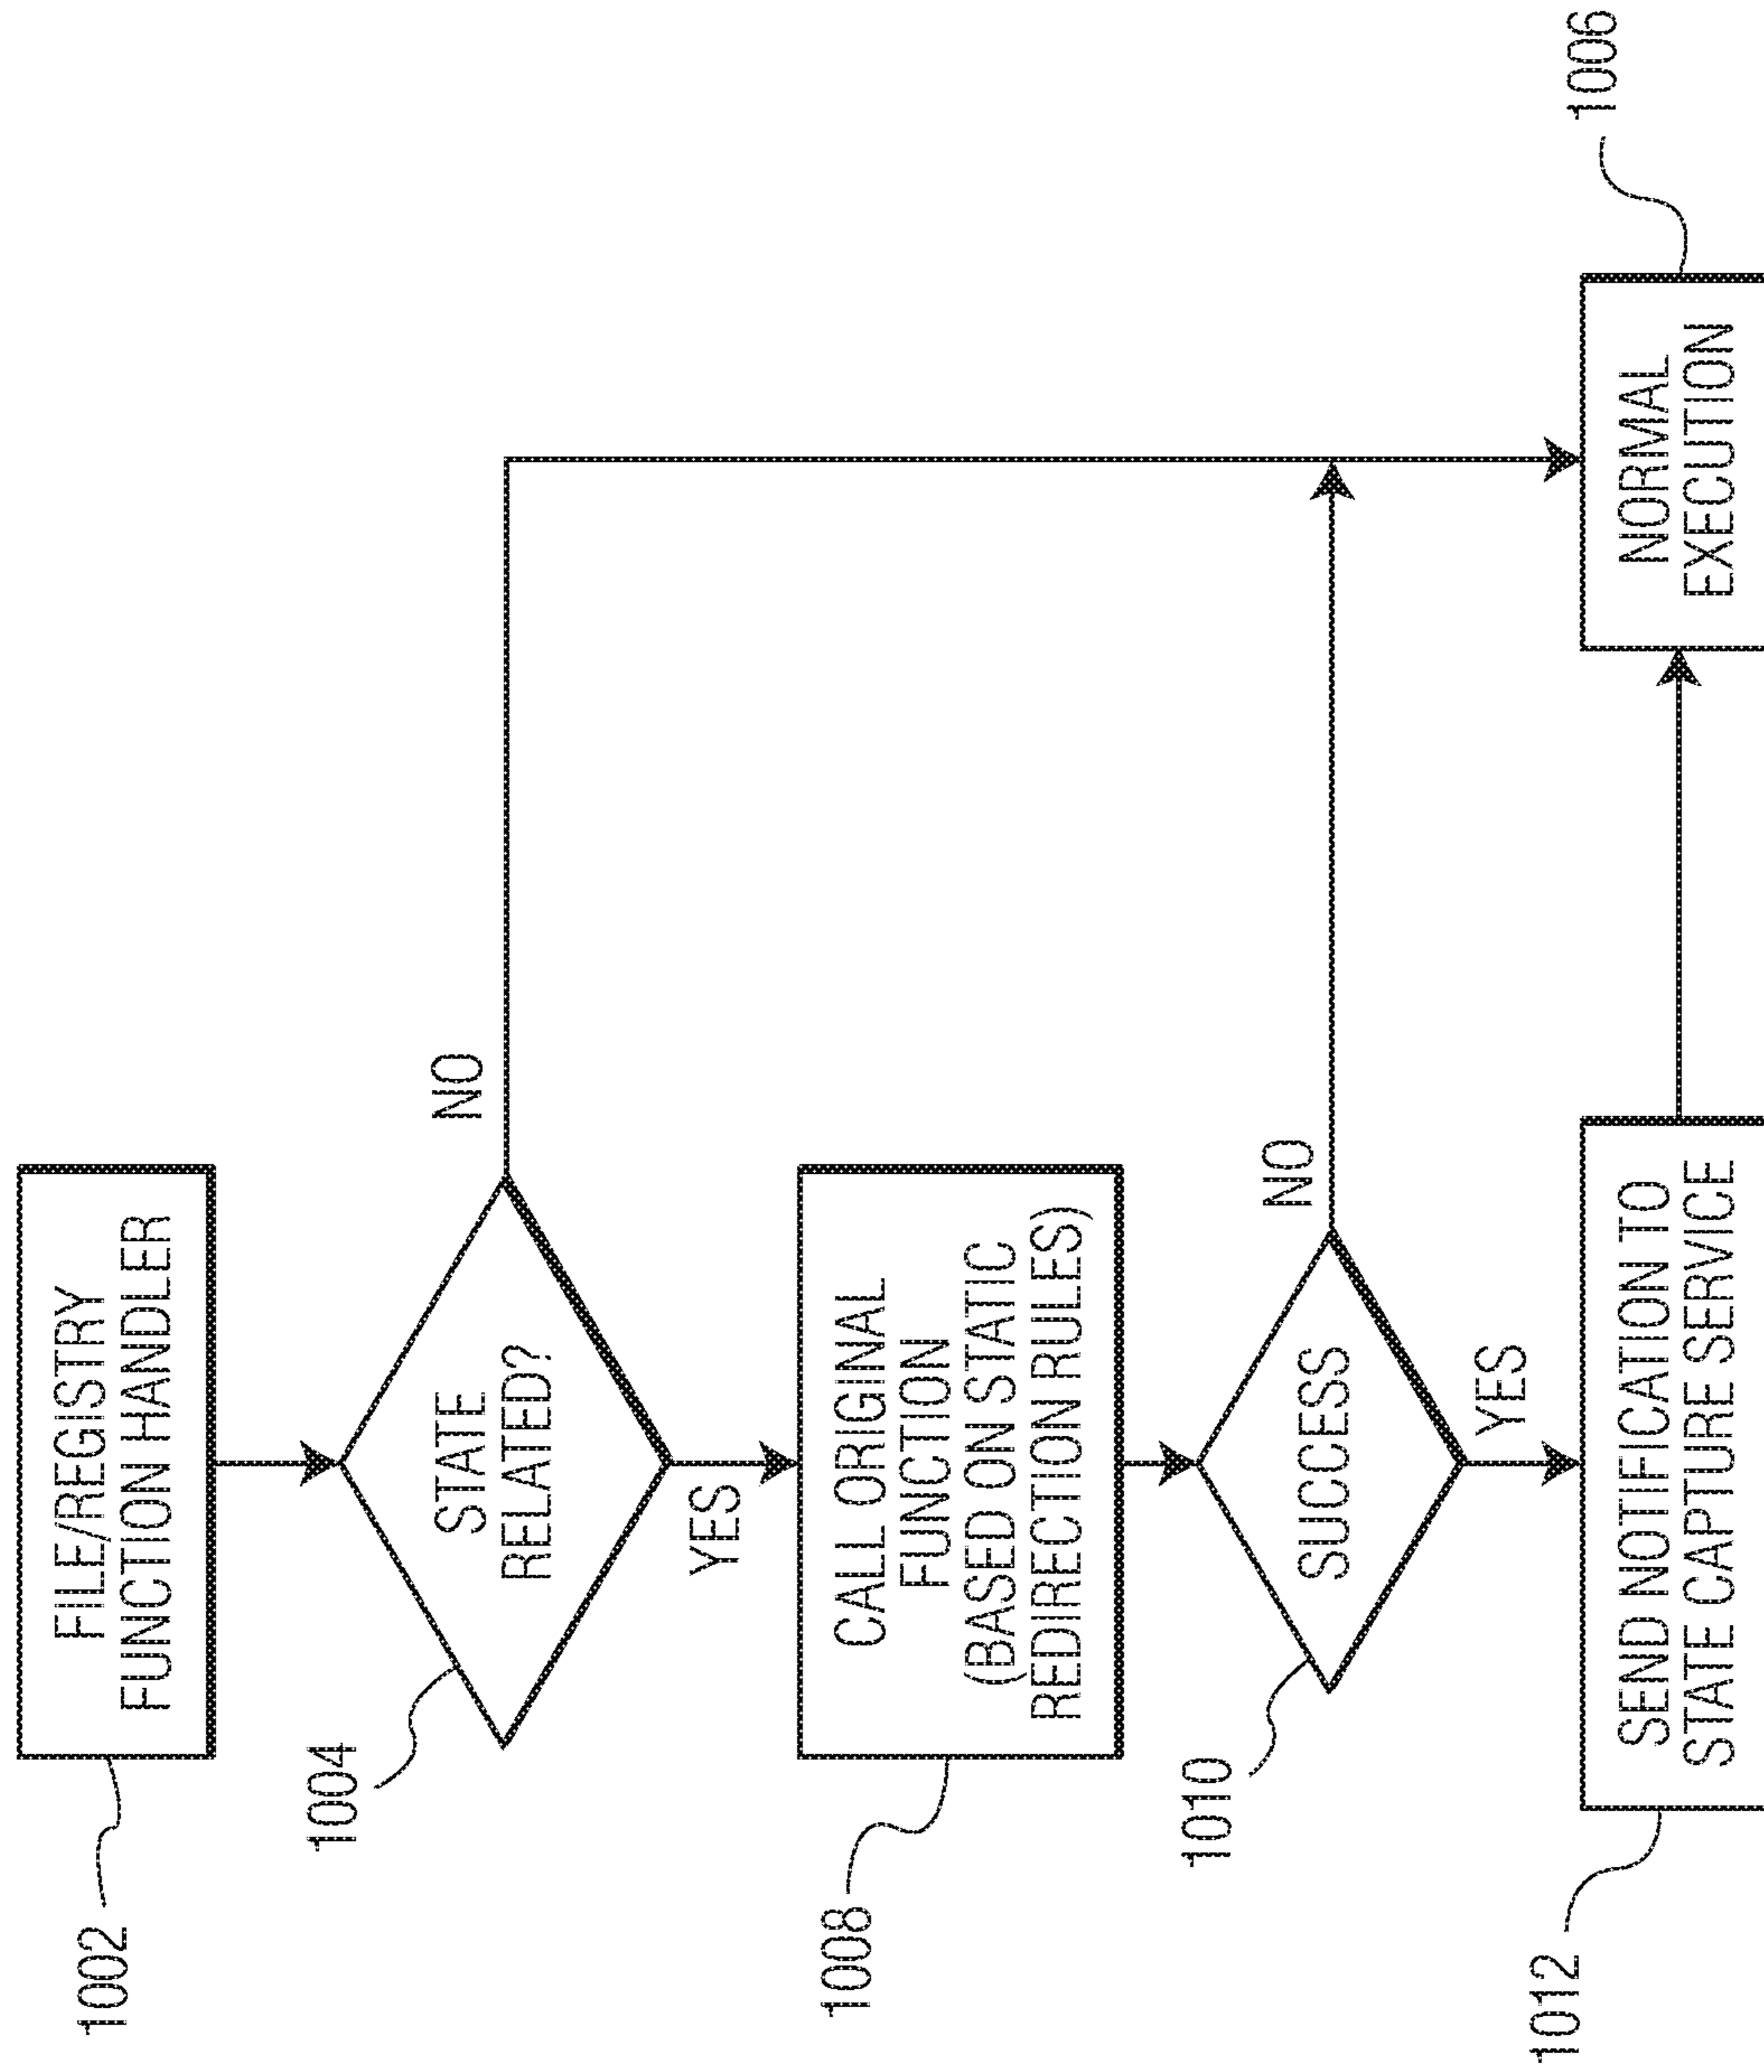 1002
FILE/REGISTRY
FUNCTION HANDLER
1004
STATE
RELATED?
NO
YES
1008
CALL ORIGINAL
FUNCTION
(BASED ON STATIC
REDIRECTION RULES)
1010
SUCCESS
NO
YES
1012
SEND NOTIFICATION TO
STATE CAPTURE SERVICE
NORMAL
EXECUTION
1006